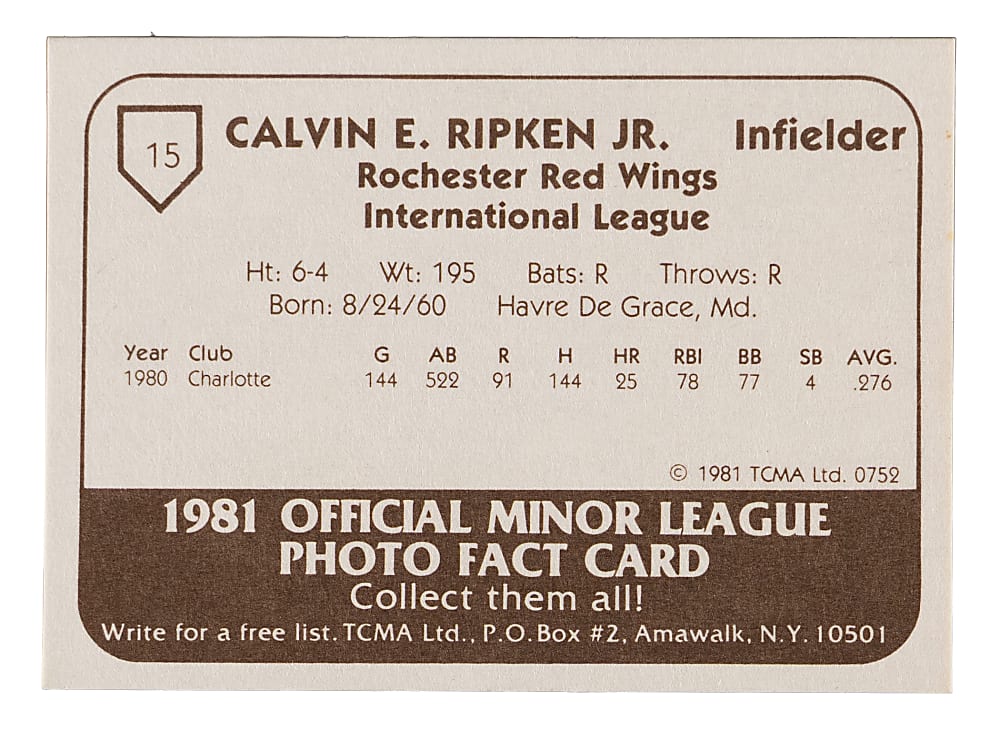 15
CALVIN E. RIPKEN JR. Infielder
Rochester Red Wings
International League
Ht: 6-4 Wt: 195 Bats: R Throws: R
Born: 8/24/60 Havre De Grace, Md.
Year Club G AB R H HR RBI BB SB AVG.
1980 Charlotte 144 522 91 144 25 78 77 4 .276
© 1981 TCMA Ltd. 0752
1981 OFFICIAL MINOR LEAGUE
PHOTO FACT CARD
Collect them all!
Write for a free list. TCMA Ltd., P.O. Box #2, Amawalk, N.Y. 10501